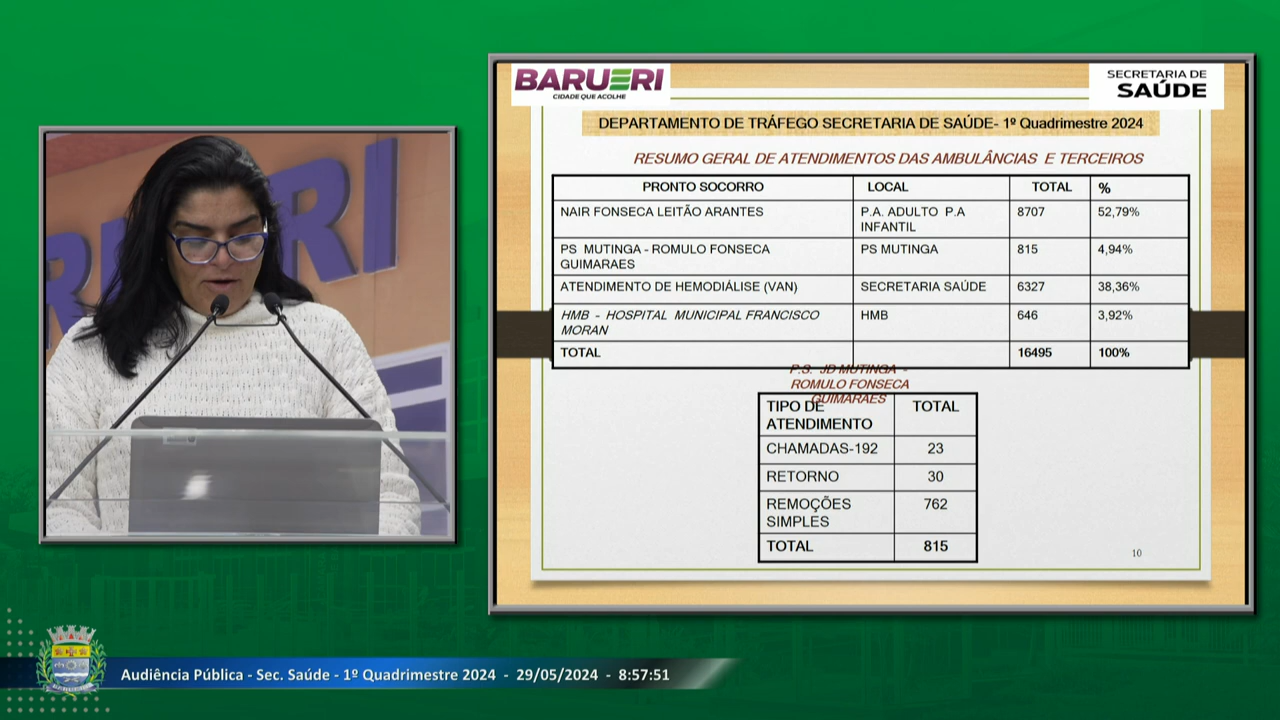 BARUERI
CIDADE QUE ACOLHE
SECRETARIA DE
SAÚDE
DEPARTAMENTO DE TRÁFEGO SECRETARIA DE SAÚDE- 1º Quadrimestre 2024
RESUMO GERAL DE ATENDIMENTOS DAS AMBULÂNCIAS E TERCEIROS
PRONTO SOCORRO LOCAL TOTAL %
NAIR FONSECA LEITÃO ARANTES P.A. ADULTO P.A INFANTIL 8707 52,79%
PS MUTINGA - ROMULO FONSECA GUIMARAES PS MUTINGA 815 4,94%
ATENDIMENTO DE HEMODIÁLISE (VAN) SECRETARIA SAÚDE 6327 38,36%
HMB - HOSPITAL MUNICIPAL FRANCISCO MORAN HMB 646 3,92%
TOTAL 16495 100%
P.S. JD MUTINGA -
ROMULO FONSECA
GUIMARAES
TIPO DE ATENDIMENTO TOTAL
CHAMADAS-192 23
RETORNO 30
REMOÇÕES SIMPLES 762
TOTAL 815
10
Audiência Pública - Sec. Saúde - 1º Quadrimestre 2024 - 29/05/2024 - 8:57:51